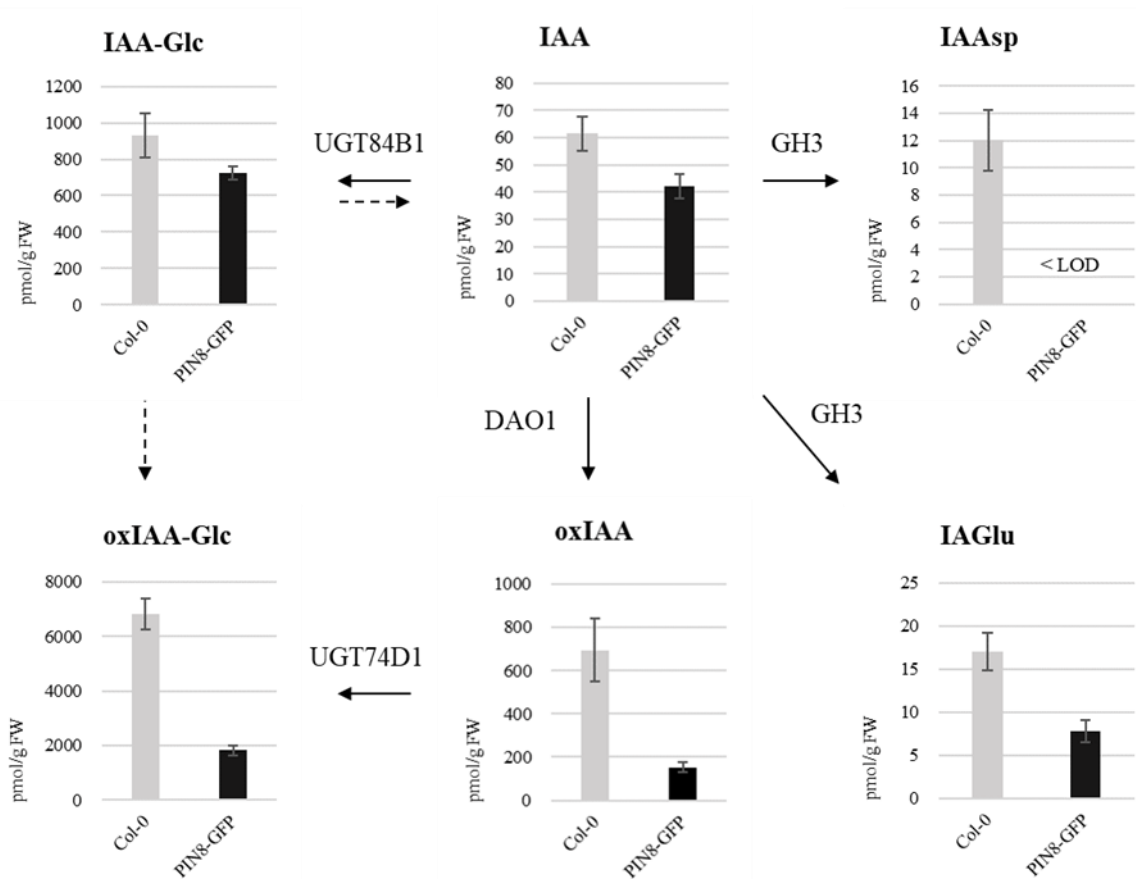 IAA-Glc
1200
1000
800
600
400
200
0
pmol/g FW
Col-0
PIN8-GFP
UGT84B1
IAA
80
70
60
50
40
30
20
10
0
pmol/g FW
Col-0
PIN8-GFP
GH3
IAAsp
16
14
12
10
8
6
4
2
0
pmol/g FW
< LOD
Col-0
PIN8-GFP
DAO1
GH3
oxIAA-Glc
8000
6000
4000
2000
0
pmol/g FW
Col-0
PIN8-GFP
UGT74D1
oxIAA
1000
800
600
400
200
0
pmol/g FW
Col-0
PIN8-GFP
IAGlu
25
20
15
10
5
0
pmol/g FW
Col-0
PIN8-GFP